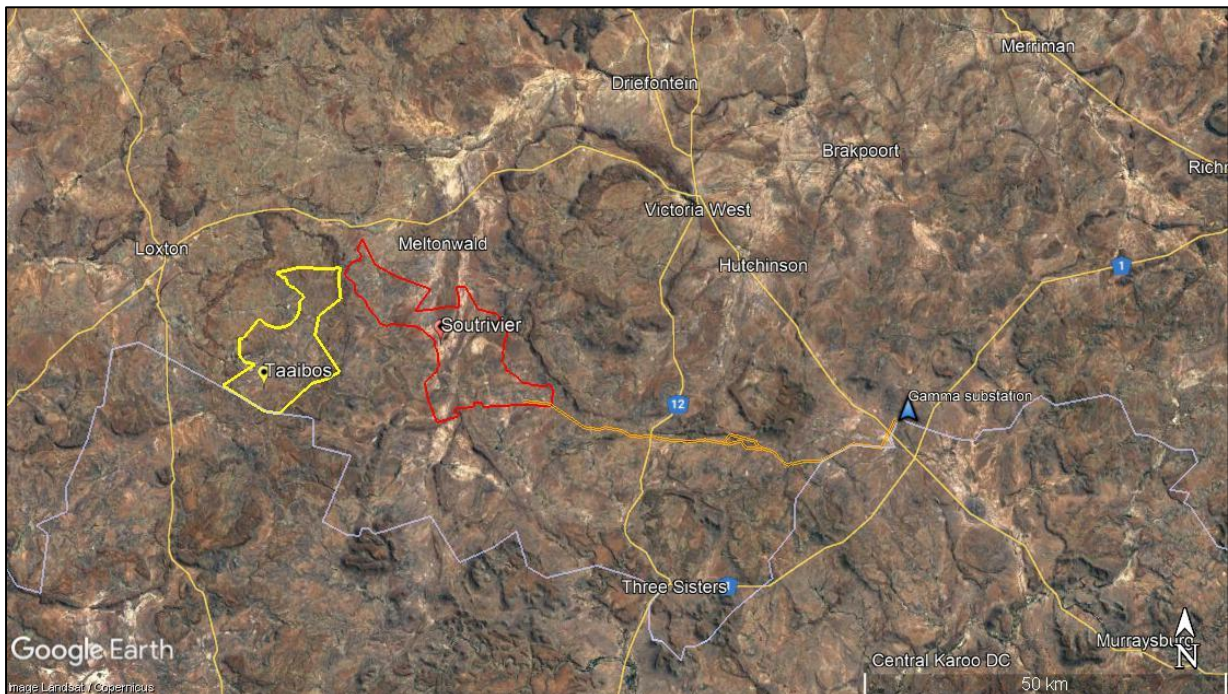 Merriman
Driefontein
Brakpoort
Richm
Victoria West
Loxton
Meltonwald
Hutchinson
1
Soutrivier
Taaibos
12
Gamma substation
Three Sisters
1
Google Earth
Murraysburg
N
Central Karoo DC
50 km
Image Landsat / Copernicus